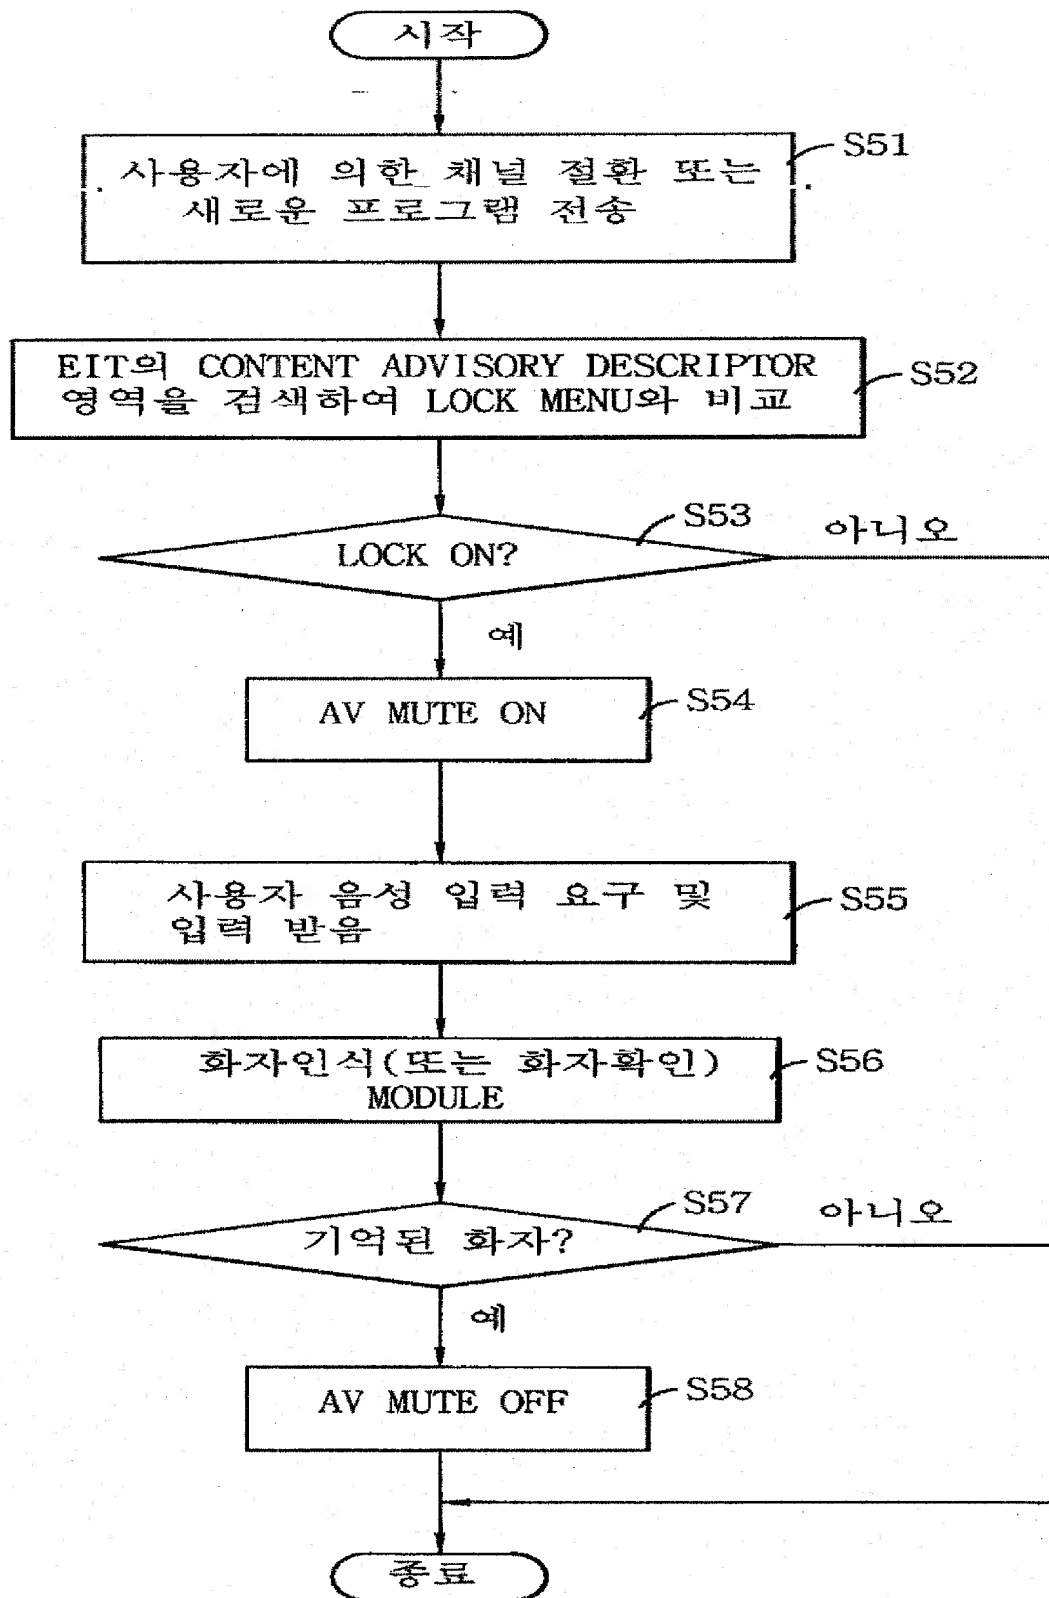 시작
S51
사용자에 의한 채널 절환 또는
새로운 프로그램 전송
S52
EIT의 CONTENT ADVISORY DESCRIPTOR
영역을 검색하여 LOCK MENU와 비교
S53
LOCK ON?
아니오
예
S54
AV MUTE ON
S55
사용자 음성 입력 요구 및
입력 받음
S56
화자인식(또는 화자확인)
MODULE
S57
기억된 화자?
아니오
예
S58
AV MUTE OFF
종료